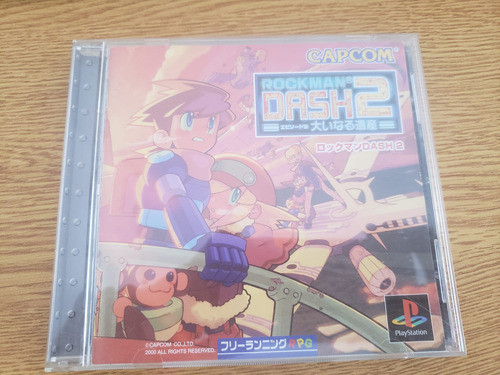 CAPCOM®
ROCKMAN®
DASH2
エピソード2 大いなる遺産
ロックマンDASH 2
©CAPCOM CO.,LTD
2000 ALL RIGHTS RESERVED.
フリーランニングRPG
PlayStation